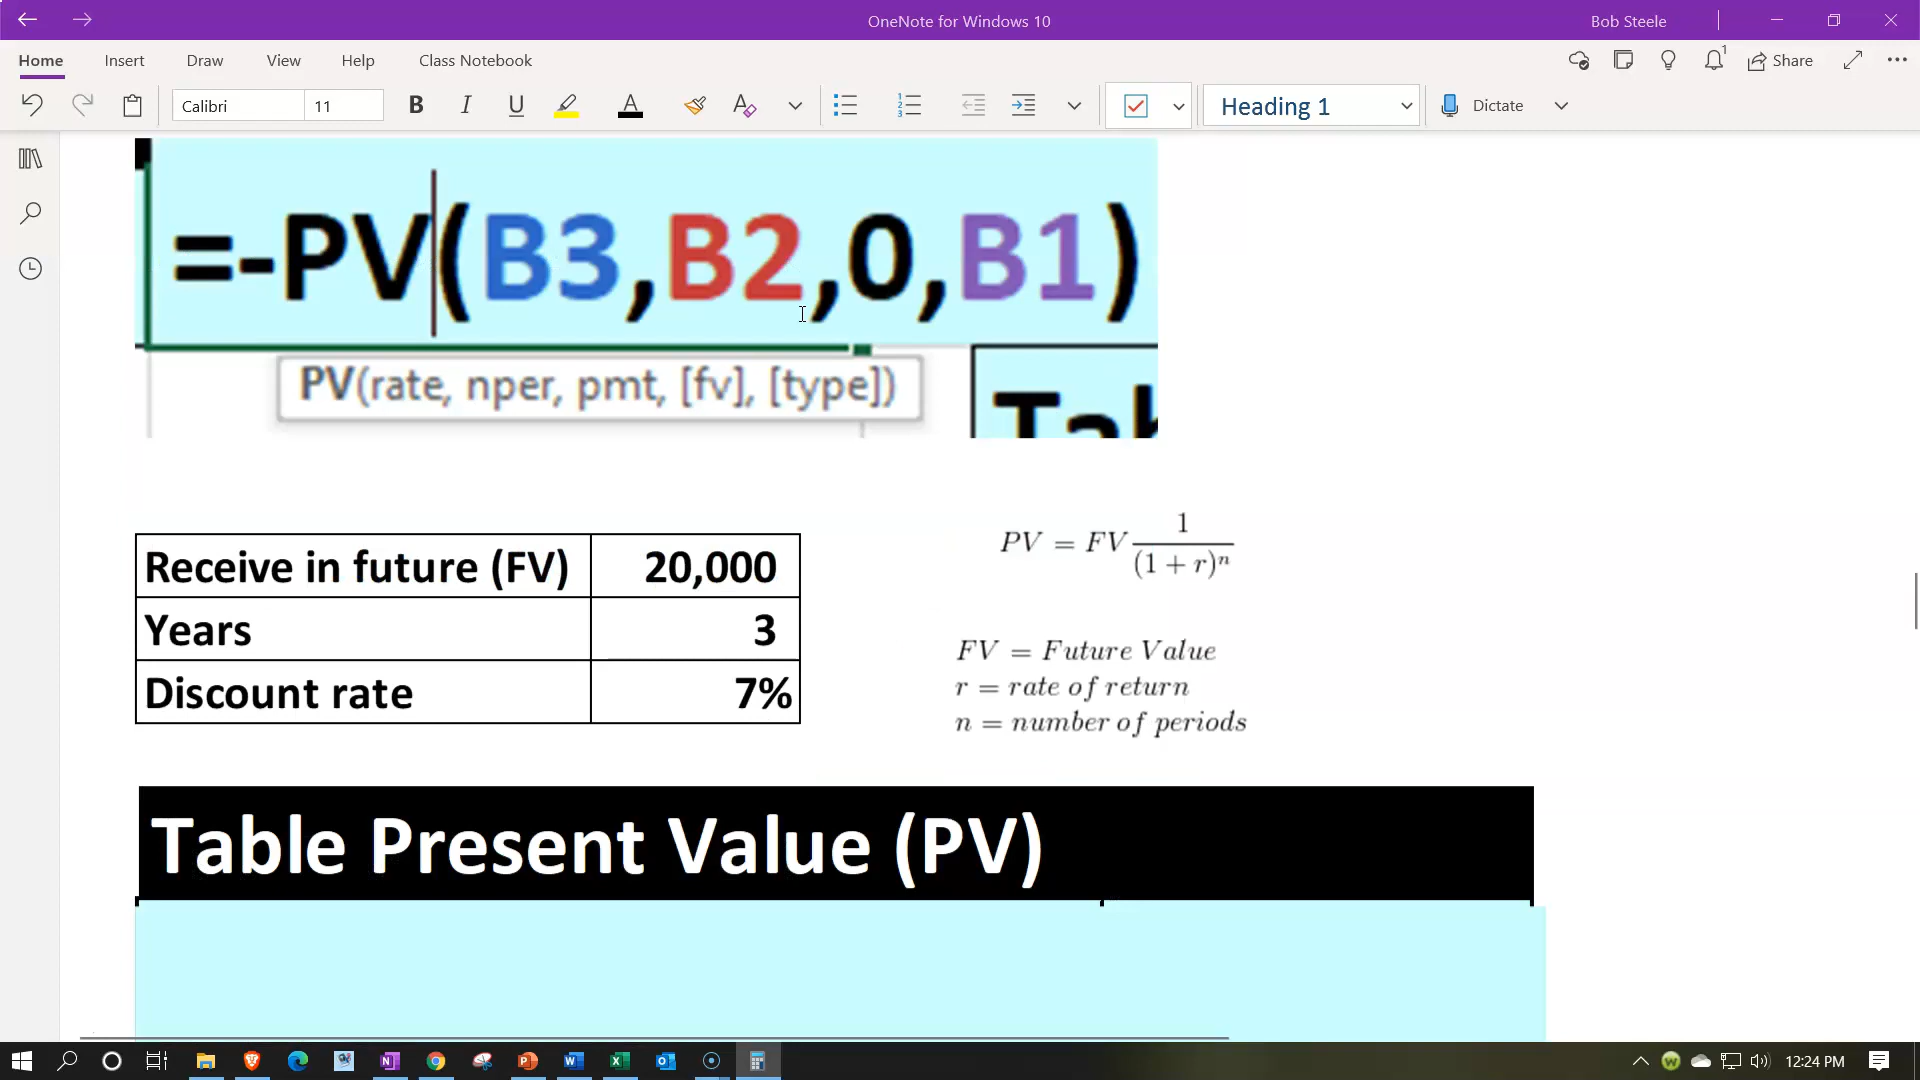 OneNote for Windows 10
Bob Steele
Home Insert Draw View Help Class Notebook
1
Share
Calibri 11 B I U A Heading 1 Dictate
=-PV(B3,B2,0,B1)
PV(rate, nper, pmt, [fv], [type])
PV = FV 1/(1 + r)^n
Receive in future (FV) 20,000
Years 3
Discount rate 7%
FV = Future Value
r = rate of return
n = number of periods
Table Present Value (PV)
12:24 PM